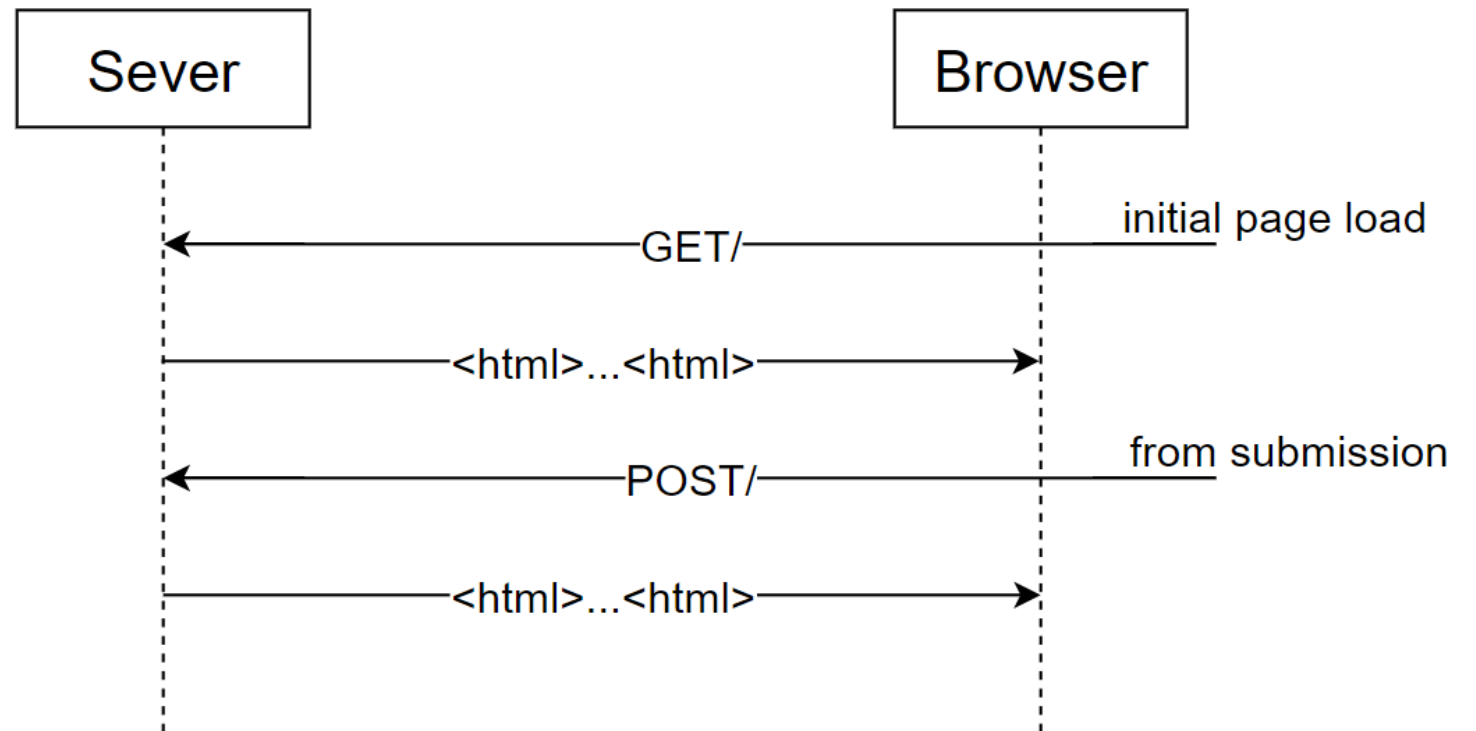 Sever
Browser
initial page load
GET/
<html>...<html>
from submission
POST/
<html>...<html>